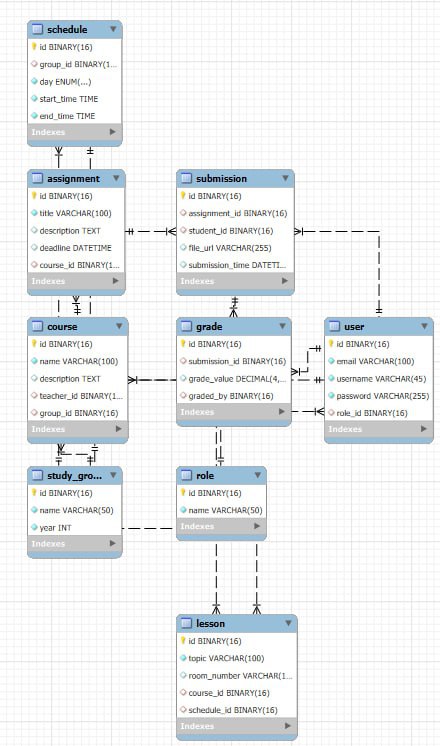 schedule
id BINARY(16)
group_id BINARY(1...
day ENUM(...)
start_time TIME
end_time TIME
Indexes
assignment
id BINARY(16)
title VARCHAR(100)
description TEXT
deadline DATETIME
course_id BINARY(1...
Indexes
submission
id BINARY(16)
assignment_id BINARY(16)
student_id BINARY(16)
file_url VARCHAR(255)
submission_time DATETI...
Indexes
course
id BINARY(16)
name VARCHAR(100)
description TEXT
teacher_id BINARY(1...
group_id BINARY(16)
Indexes
grade
id BINARY(16)
submission_id BINARY(16)
grade_value DECIMAL(4,...
graded_by BINARY(16)
Indexes
user
id BINARY(16)
email VARCHAR(100)
username VARCHAR(45)
password VARCHAR(255)
role_id BINARY(16)
Indexes
study_gro...
id BINARY(16)
name VARCHAR(50)
year INT
Indexes
role
id BINARY(16)
name VARCHAR(50)
Indexes
lesson
id BINARY(16)
topic VARCHAR(100)
room_number VARCHAR(1...
course_id BINARY(16)
schedule_id BINARY(16)
Indexes